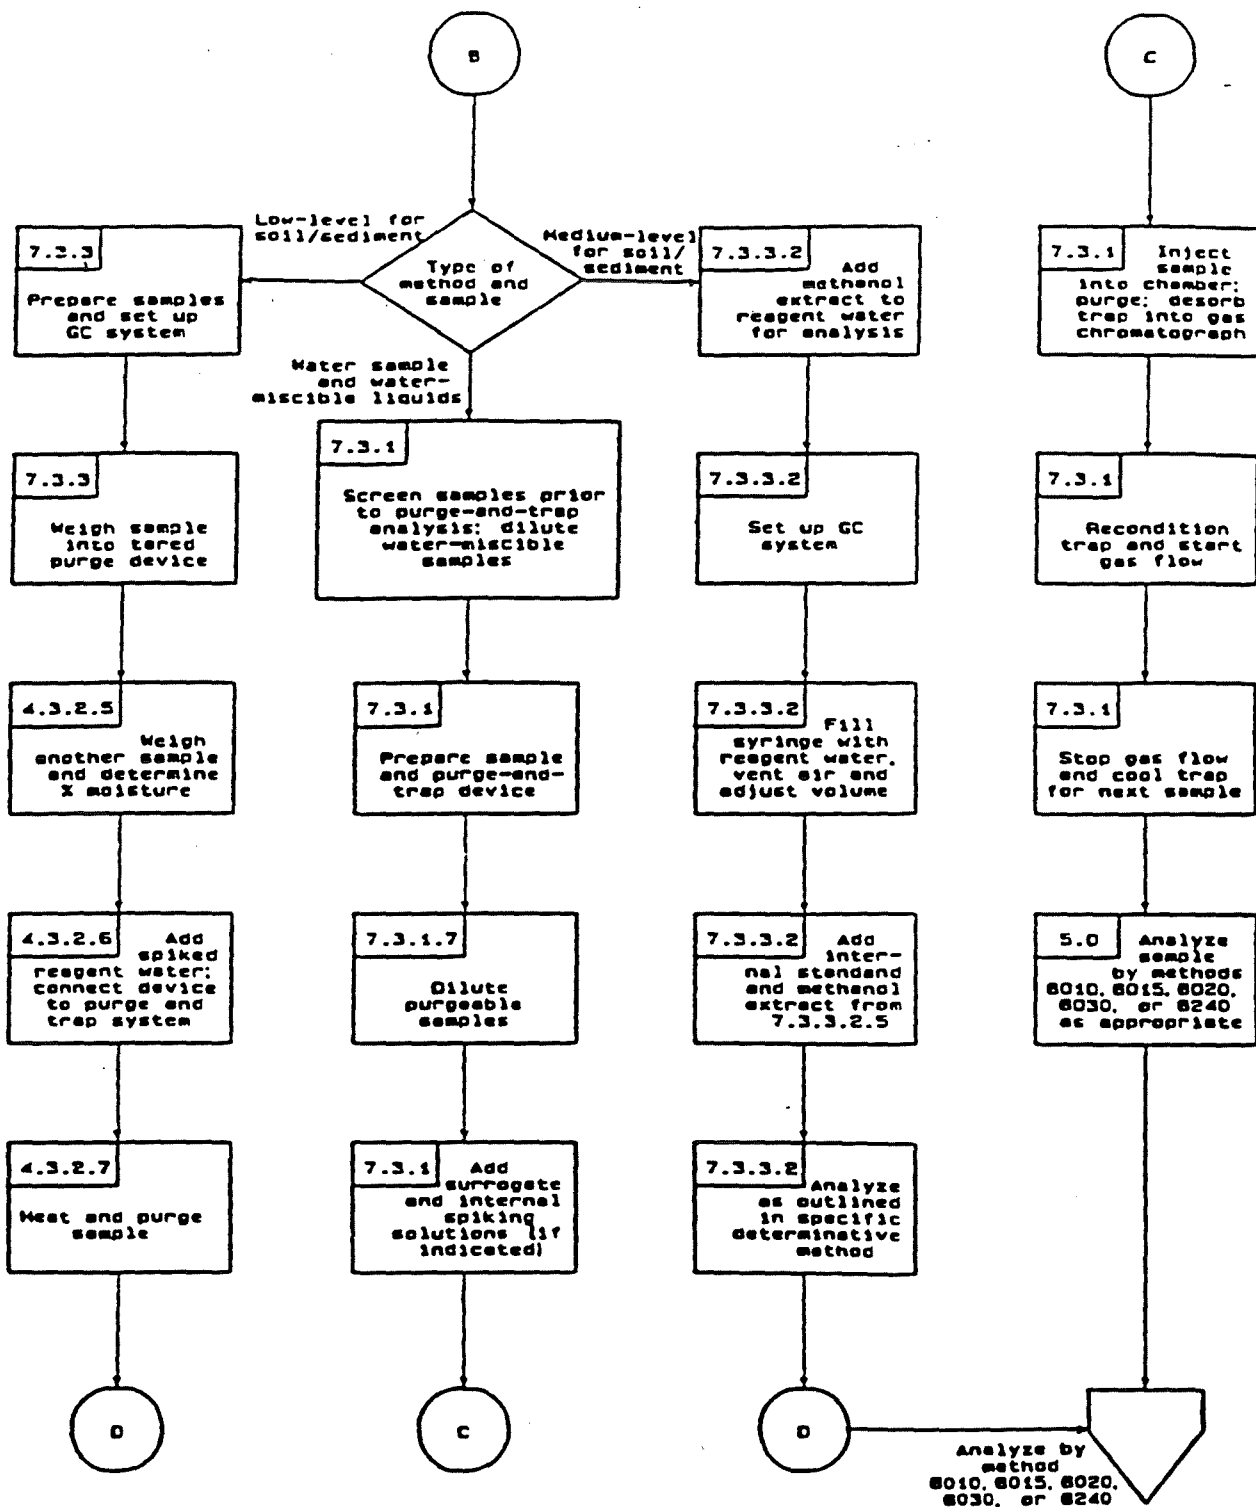 B
Type of
method and
sample
Low-level for
soil/sediment
7.3.3
Prepare samples
and set up
GC system
7.3.3
Weigh sample
into tared
purge device
4.3.2.5
Weigh
another sample
and determine
% moisture
4.3.2.6
Add
spiked
reagent water;
connect device
to purge and
trap system
4.3.2.7
Heat and purge
sample
D
Water sample
and water-
miscible liquids
7.3.1
Screen samples prior
to purge-and-trap
analysis; dilute
water-miscible
samples
7.3.1
Prepare sample
and purge-and-
trap device
7.3.1.7
Dilute
purgeable
samples
7.3.1
Add
surrogate
and internal
spiking
solutions (if
indicated)
C
Medium-level
for soil/
sediment
7.3.3.2
Add
methanol
extract to
reagent water
for analysis
7.3.3.2
Set up GC
system
7.3.3.2
Fill
syringe with
reagent water,
vent air and
adjust volume
7.3.3.2
Add
inter-
nal standard
and methanol
extract from
7.3.3.2.5
7.3.3.2
Analyze
as outlined
in specific
determinative
method
D
Analyze by
method
8010, 8015, 8020,
8030, or 8240
C
7.3.1
Inject
sample
into chamber;
purge; desorb
trap into gas
chromatograph
7.3.1
Recondition
trap and start
gas flow
7.3.1
Stop gas flow
and cool trap
for next sample
5.0
Analyze
sample
by methods
8010, 8015, 8020,
8030, or 8240
as appropriate